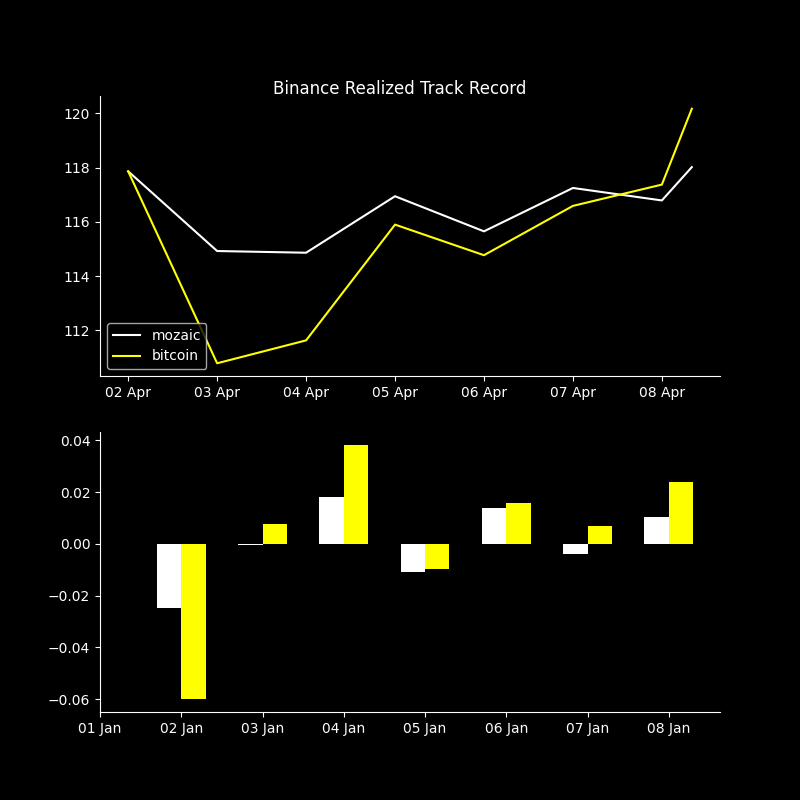 Binance Realized Track Record
120
118
116
114
112
mozaic
bitcoin
02 Apr 03 Apr 04 Apr 05 Apr 06 Apr 07 Apr 08 Apr
0.04
0.02
0.00
−0.02
−0.04
−0.06
01 Jan 02 Jan 03 Jan 04 Jan 05 Jan 06 Jan 07 Jan 08 Jan